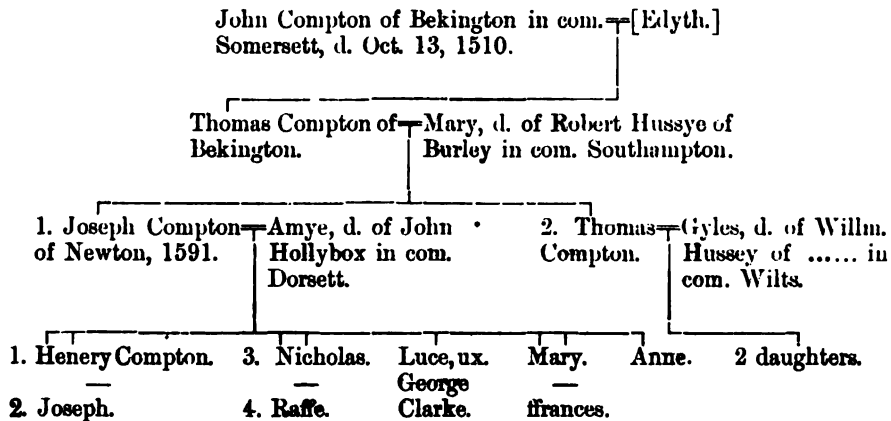 John Compton of Bekington in com. [Edyth.]
Somersett, d. Oct. 13, 1510.
Thomas Compton of Mary, d. of Robert Hussye of
Bekington. Burley in com. Southampton.
1. Joseph Compton Amye, d. of John 2. Thomas Gyles, d. of Willm.
of Newton, 1591. Hollybox in com. Compton. Hussey of ...... in
Dorsett. com. Wilts.
1. Henery Compton. 3. Nicholas. Luce, ux. Mary. Anne. 2 daughters.
George
2. Joseph. 4. Raffe. Clarke. ffrances.